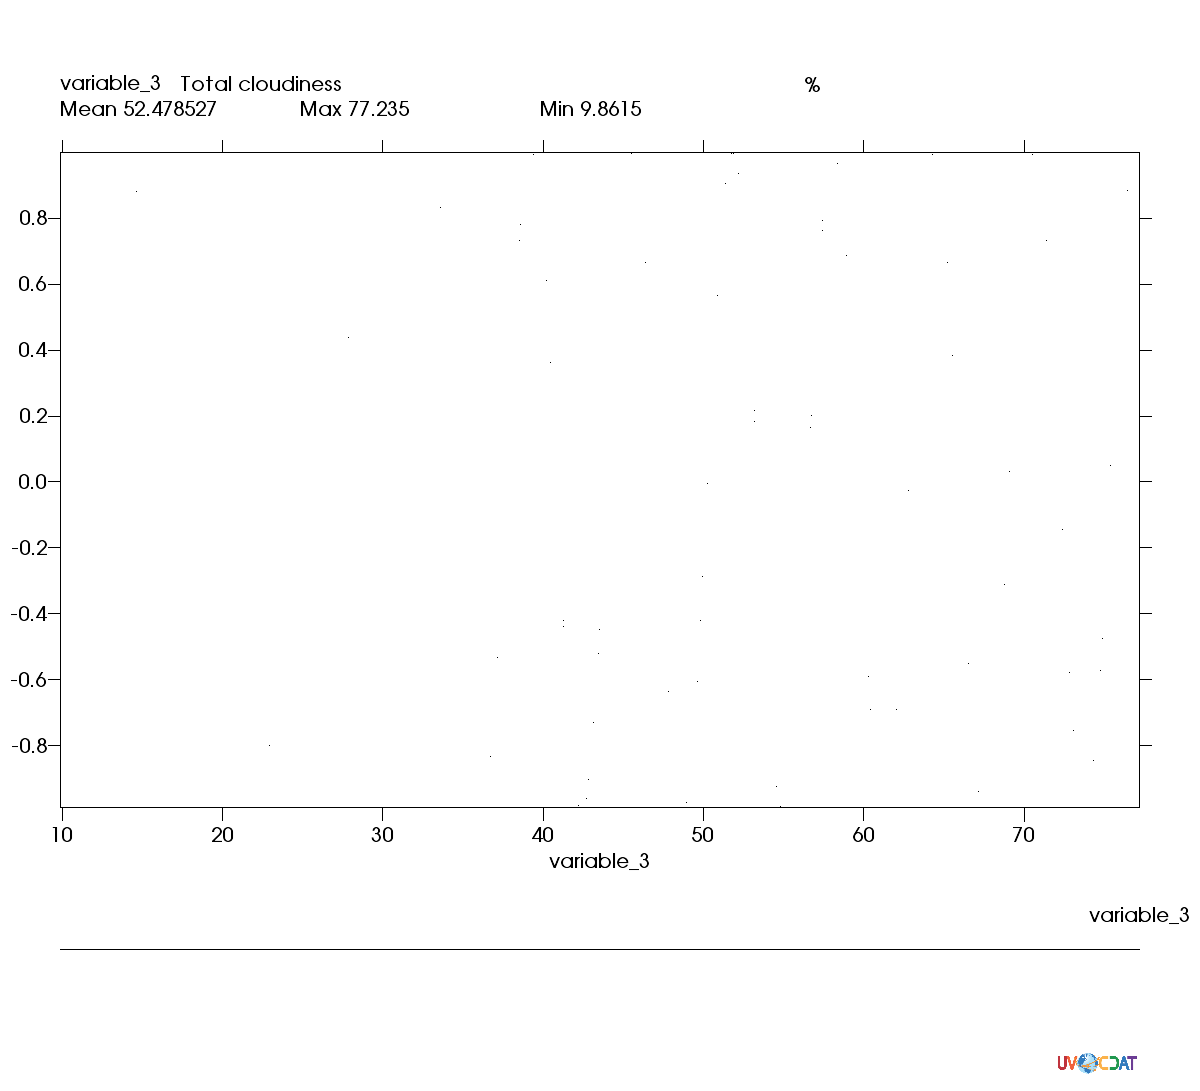 variable_3 Total cloudiness %
Mean 52.478527 Max 77.235 Min 9.8615
0.8
0.6
0.4
0.2
0.0
-0.2
-0.4
-0.6
-0.8
10 20 30 40 50 60 70
variable_3
variable_3
UV CDAT